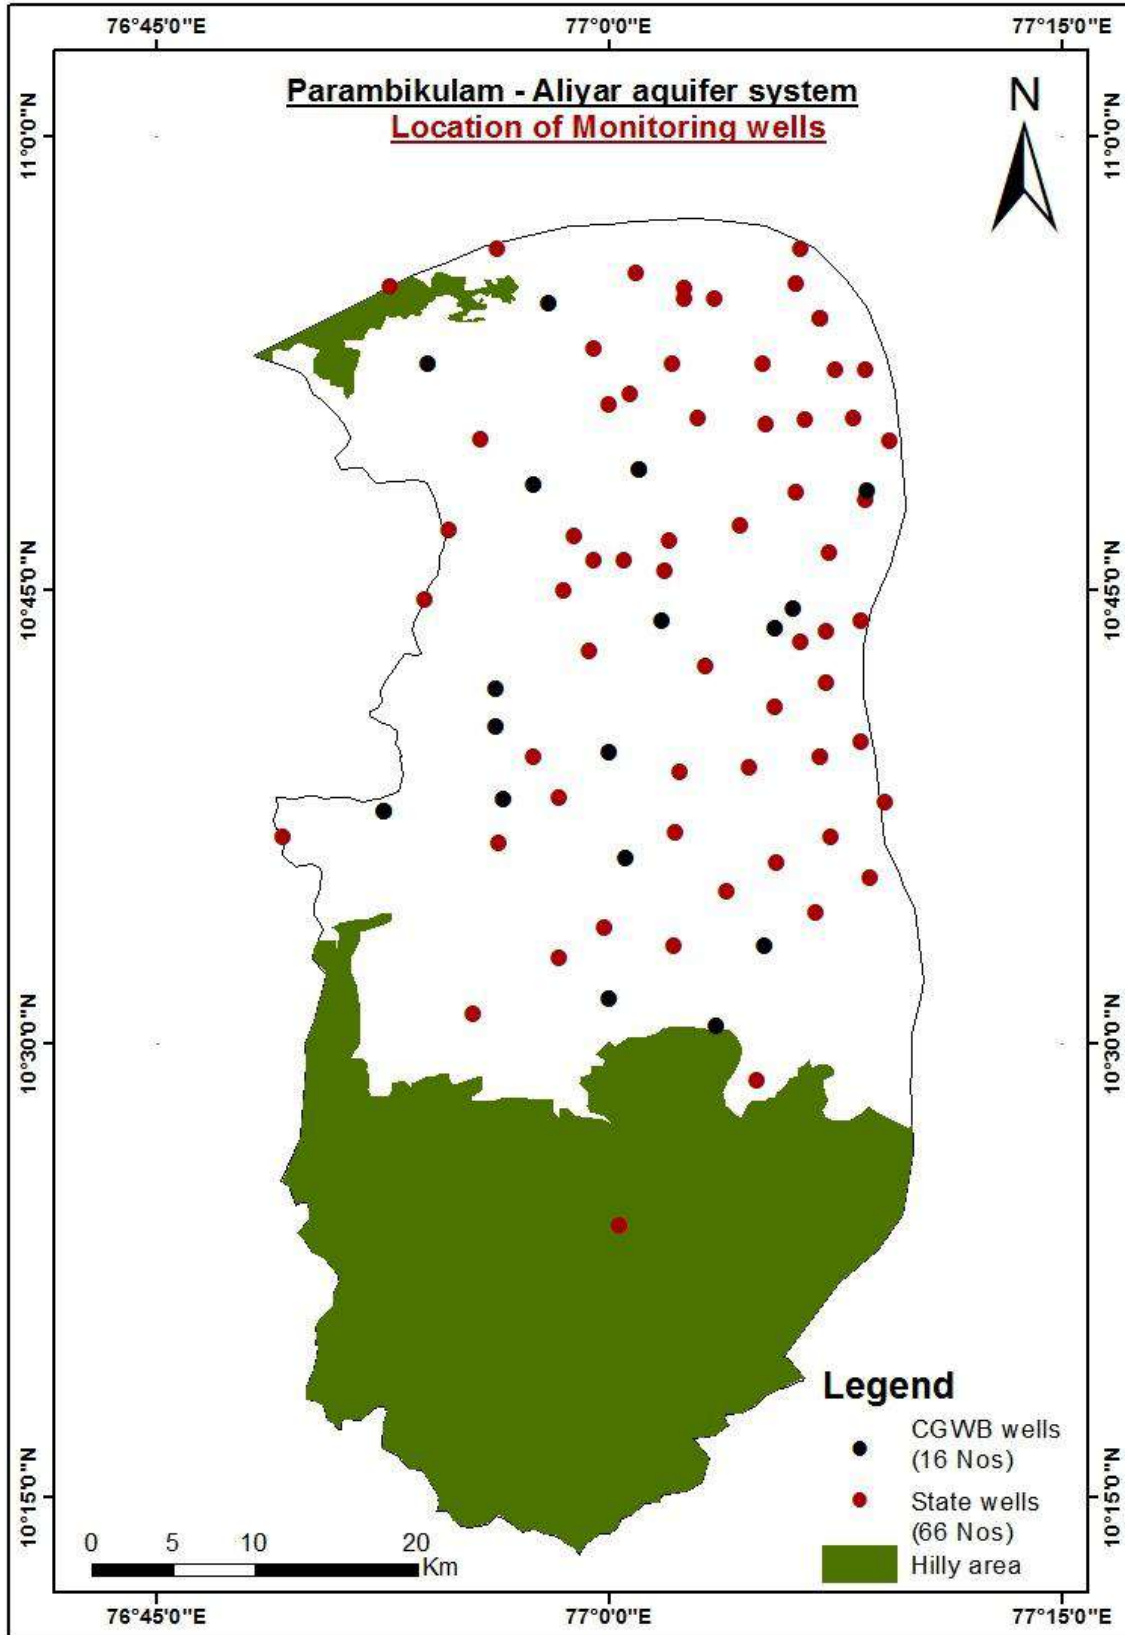 76°45'0"E 77°0'0"E 77°15'0"E
Parambikulam - Aliyar aquifer system
Location of Monitoring wells
N
11°0'0"N 11°0'0"N
10°45'0"N 10°45'0"N
10°30'0"N 10°30'0"N
Legend
CGWB wells
(16 Nos)
State wells
(66 Nos)
Hilly area
10°15'0"N 10°15'0"N
0 5 10 20
Km
76°45'0"E 77°0'0"E 77°15'0"E